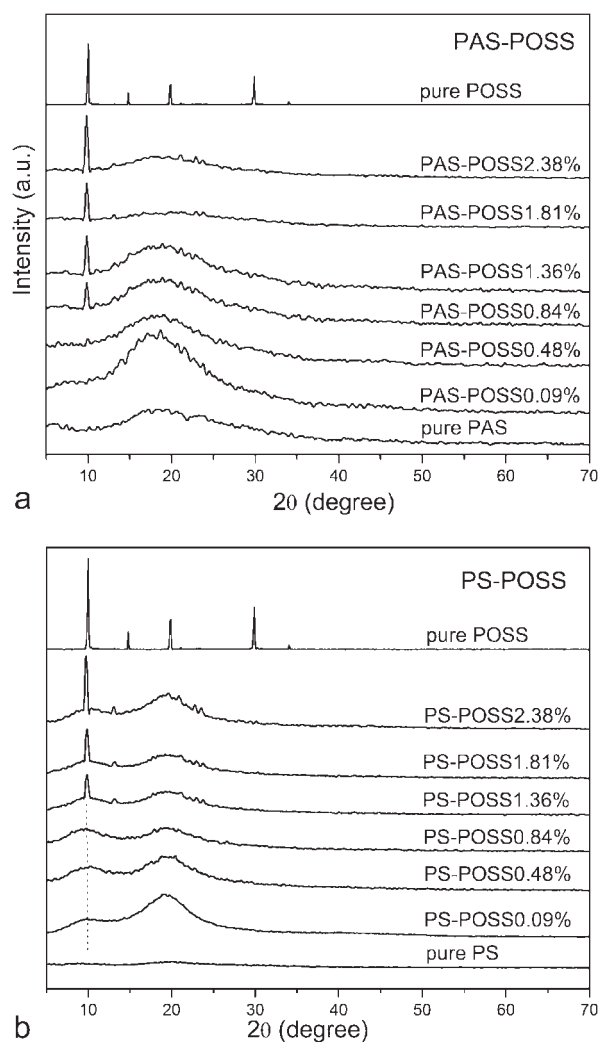 PAS-POSS
pure POSS
PAS-POSS2.38%
PAS-POSS1.81%
PAS-POSS1.36%
PAS-POSS0.84%
PAS-POSS0.48%
PAS-POSS0.09%
pure PAS
Intensity (a.u.)
10 20 30 40 50 60 70
2θ (degree)
a
PS-POSS
pure POSS
PS-POSS2.38%
PS-POSS1.81%
PS-POSS1.36%
PS-POSS0.84%
PS-POSS0.48%
PS-POSS0.09%
pure PS
10 20 30 40 50 60 70
2θ (degree)
b